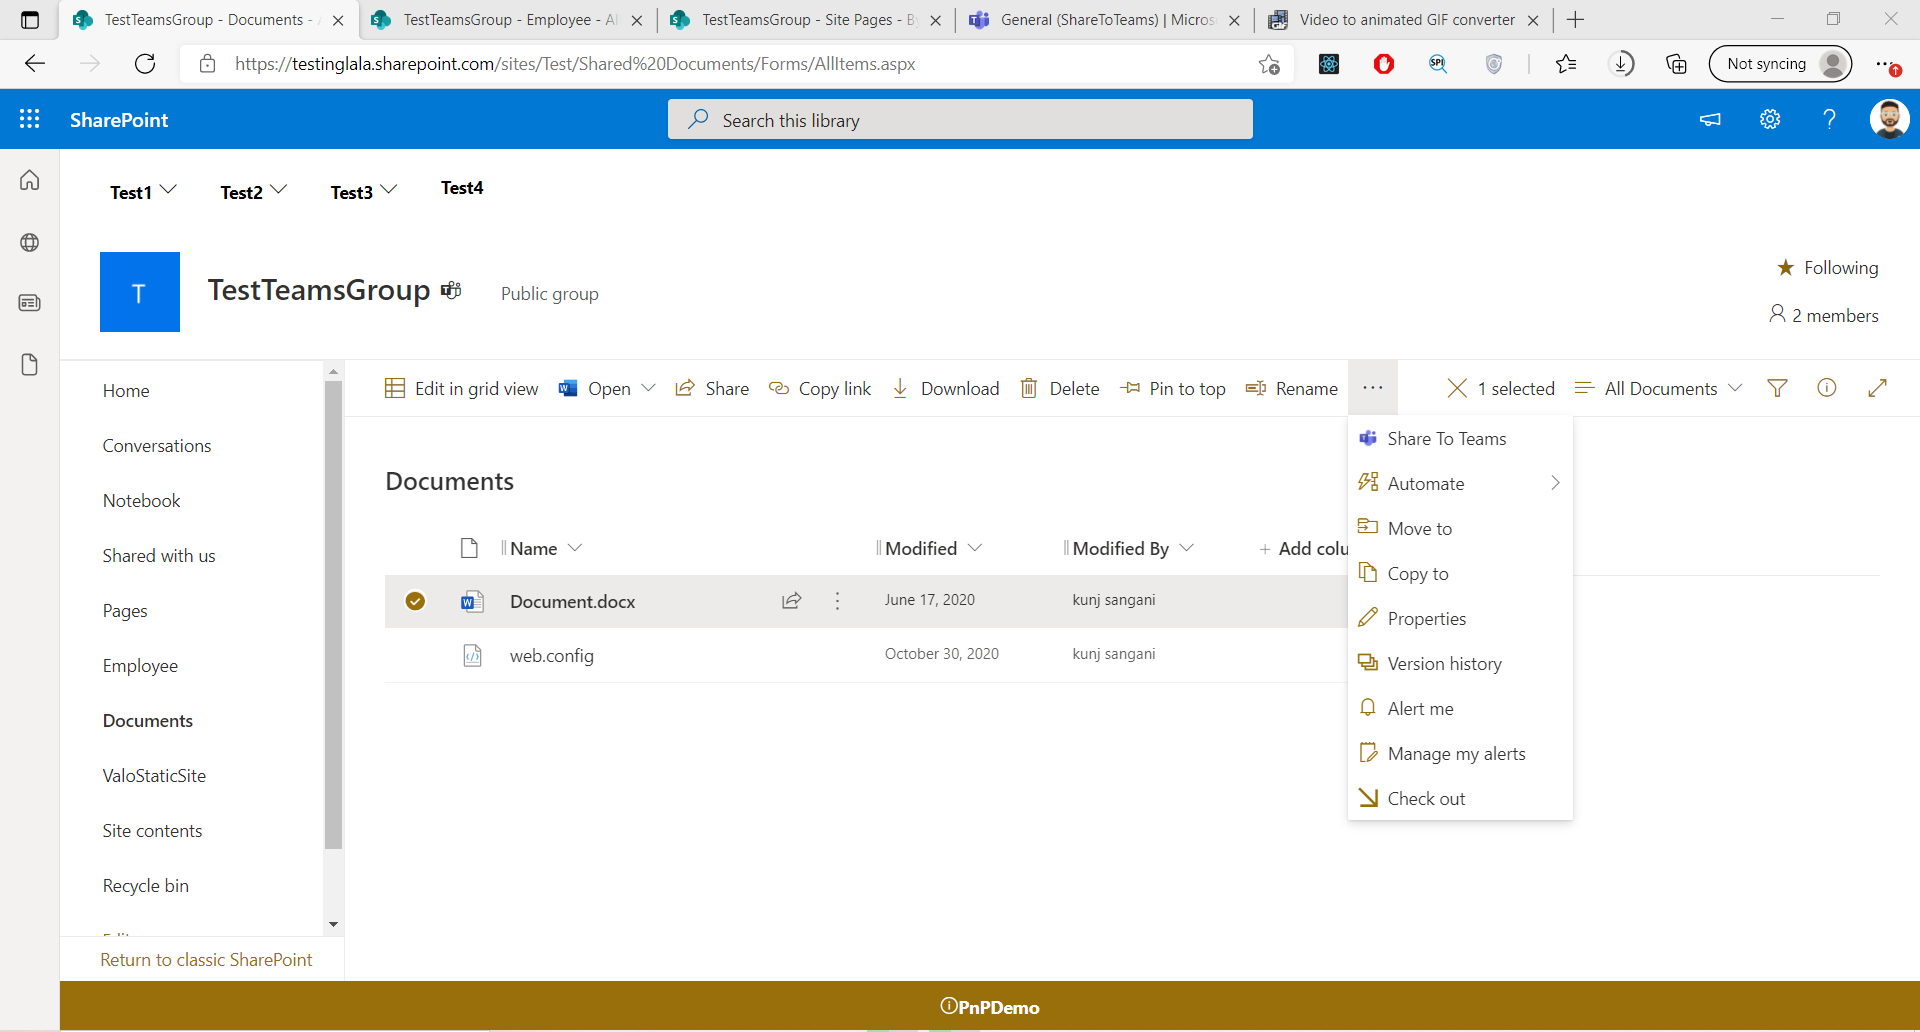 TestTeamsGroup - Documents -
TestTeamsGroup - Employee - Al
TestTeamsGroup - Site Pages - By
General (ShareToTeams) | Micros
Video to animated GIF converter
https://testinglala.sharepoint.com/sites/Test/Shared%20Documents/Forms/AllItems.aspx
SPI
Not syncing
SharePoint
Search this library
Test1
Test2
Test3
Test4
T
TestTeamsGroup
Public group
Following
2 members
Home
Conversations
Notebook
Shared with us
Pages
Employee
Documents
ValoStaticSite
Site contents
Recycle bin
Edit
Return to classic SharePoint
Edit in grid view
Open
Share
Copy link
Download
Delete
Pin to top
Rename
1 selected
All Documents
Share To Teams
Automate
Move to
Copy to
Properties
Version history
Alert me
Manage my alerts
Check out
Documents
Name
Modified
Modified By
+ Add colu
Document.docx
June 17, 2020
kunj sangani
web.config
October 30, 2020
kunj sangani
PnPDemo